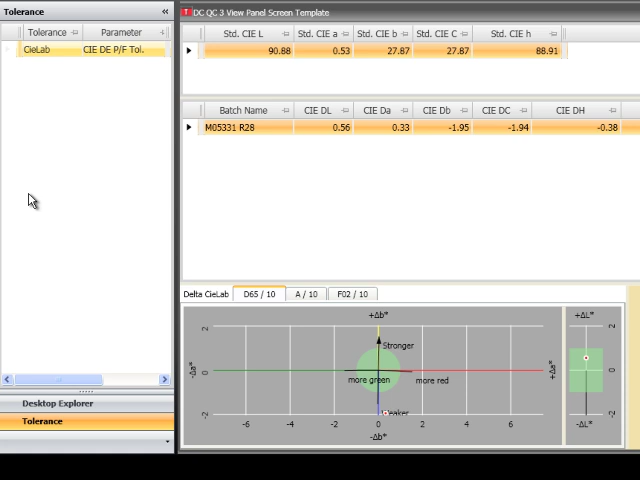 Tolerance «
Tolerance Parameter
CieLab CIE DE P/F Tol.
Desktop Explorer
Tolerance
T DC QC 3 View Panel Screen Template
Std. CIE L Std. CIE a Std. CIE b Std. CIE C Std. CIE h
90.88 0.53 27.87 27.87 88.91
Batch Name CIE DL CIE Da CIE Db CIE DC CIE DH
M05331 R28 0.56 0.33 -1.95 -1.94 -0.38
Delta CieLab D65 / 10 A / 10 F02 / 10
+Δb* +ΔL*
2 2
Stronger
-Δa* 0 0 +Δa* 0
more green more red
-2 -2
-6 -4 -2 0 2 4 6
-Δb* -ΔL*